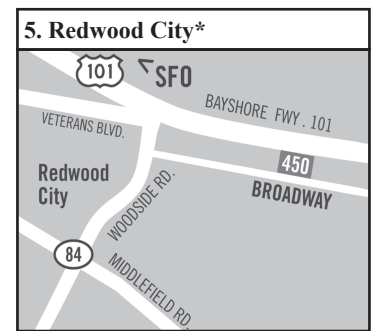 5. Redwood City*
101
SFO
BAYSHORE FWY. 101
VETERANS BLVD.
450
BROADWAY
Redwood
City
WOODSIDE RD.
84
MIDDLEFIELD RD.